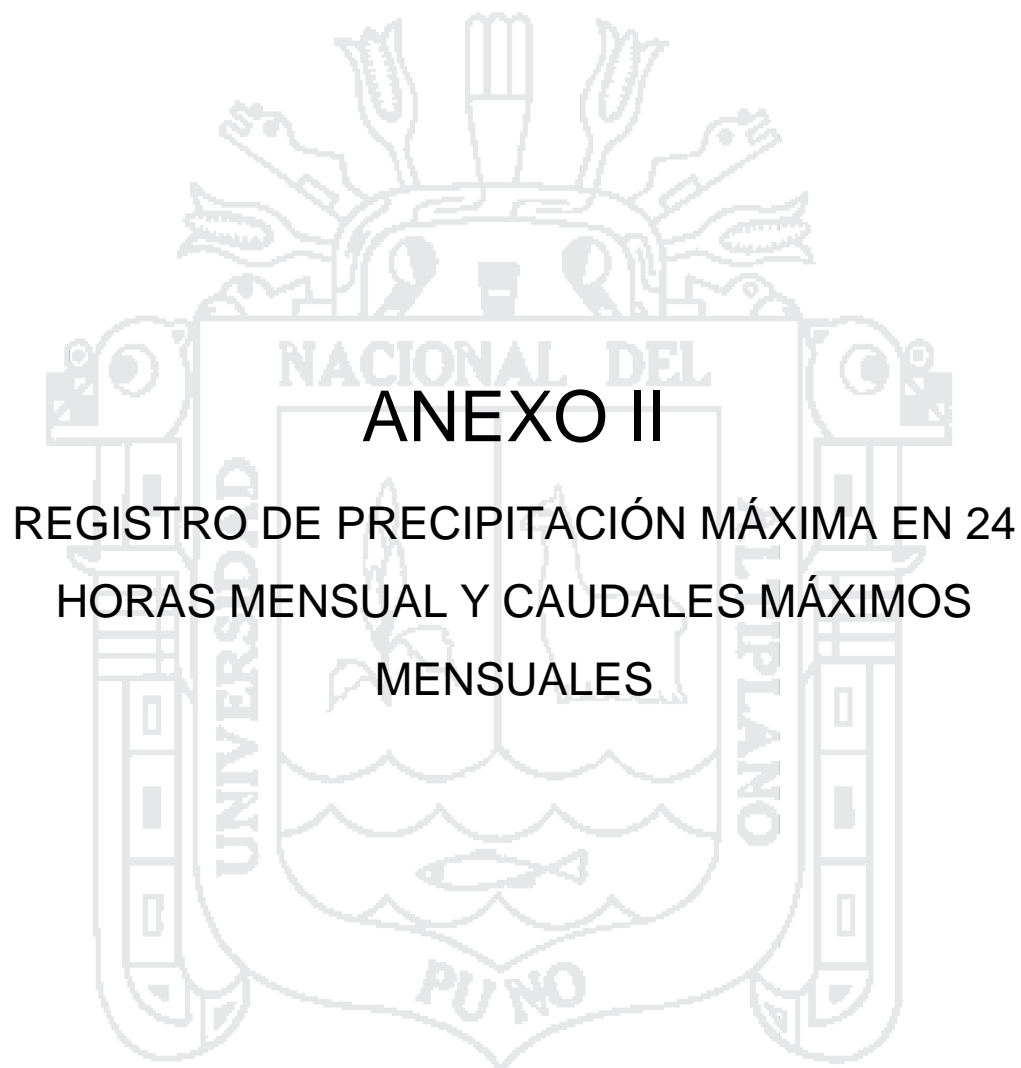 NACIONAL DEL
ANEXO II
REGISTRO DE PRECIPITACIÓN MÁXIMA EN 24
HORAS MENSUAL Y CAUDALES MÁXIMOS
MENSUALES
UNIVERSIDAD
ALTIPLANO
PUNO